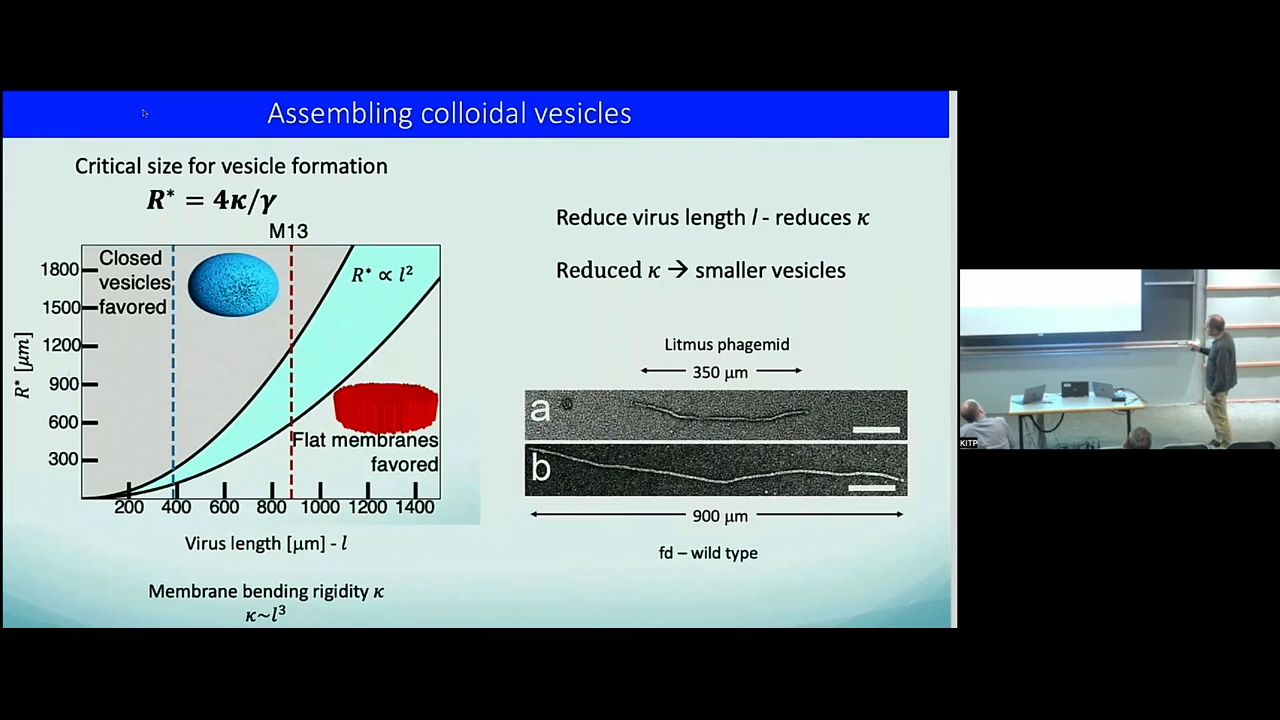 Assembling colloidal vesicles
Critical size for vesicle formation
R* = 4κ/γ
M13
Closed
vesicles
favored
R* ∝ l²
1800
1500
1200
900
600
300
R* [μm]
Flat membranes
favored
200 400 600 800 1000 1200 1400
Virus length [μm] - l
Membrane bending rigidity κ
κ~l³
Reduce virus length l - reduces κ
Reduced κ → smaller vesicles
Litmus phagemid
350 μm
a
b
900 μm
fd – wild type
KITP